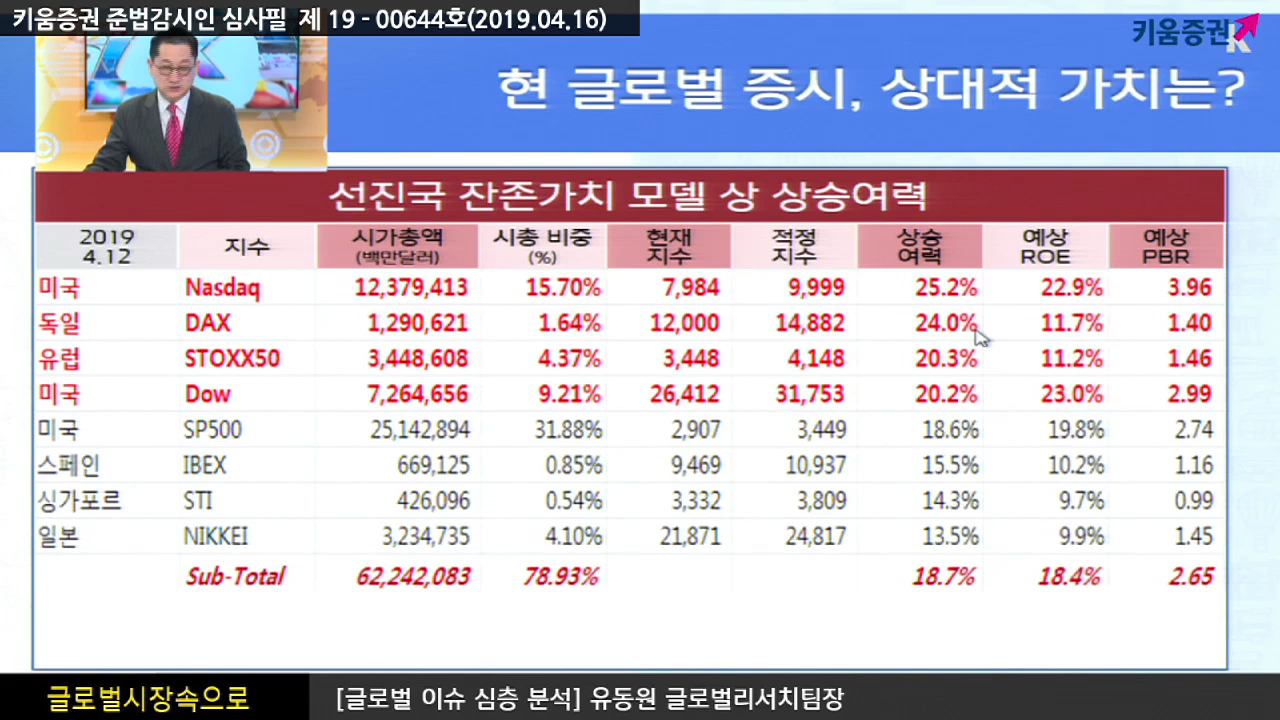 키움증권 준법감시인 심사필 제 19 - 00644호(2019.04.16)
키움증권
현 글로벌 증시, 상대적 가치는?
선진국 잔존가치 모델 상 상승여력
2019 4.12 지수 시가총액 (백만달러) 시총 비중 (%) 현재 지수 적정 지수 상승 여력 예상 ROE 예상 PBR
미국 Nasdaq 12,379,413 15.70% 7,984 9,999 25.2% 22.9% 3.96
독일 DAX 1,290,621 1.64% 12,000 14,882 24.0% 11.7% 1.40
유럽 STOXX50 3,448,608 4.37% 3,448 4,148 20.3% 11.2% 1.46
미국 Dow 7,264,656 9.21% 26,412 31,753 20.2% 23.0% 2.99
미국 SP500 25,142,894 31.88% 2,907 3,449 18.6% 19.8% 2.74
스페인 IBEX 669,125 0.85% 9,469 10,937 15.5% 10.2% 1.16
싱가포르 STI 426,096 0.54% 3,332 3,809 14.3% 9.7% 0.99
일본 NIKKEI 3,234,735 4.10% 21,871 24,817 13.5% 9.9% 1.45
Sub-Total 62,242,083 78.93% 18.7% 18.4% 2.65
글로벌시장속으로
[글로벌 이슈 심층 분석] 유동원 글로벌리서치팀장